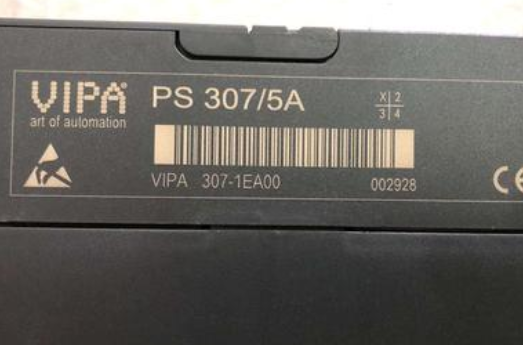 VIPA PS 307/5A
art of automation
X 2
3 4
VIPA 307-1EA00 002928
CE